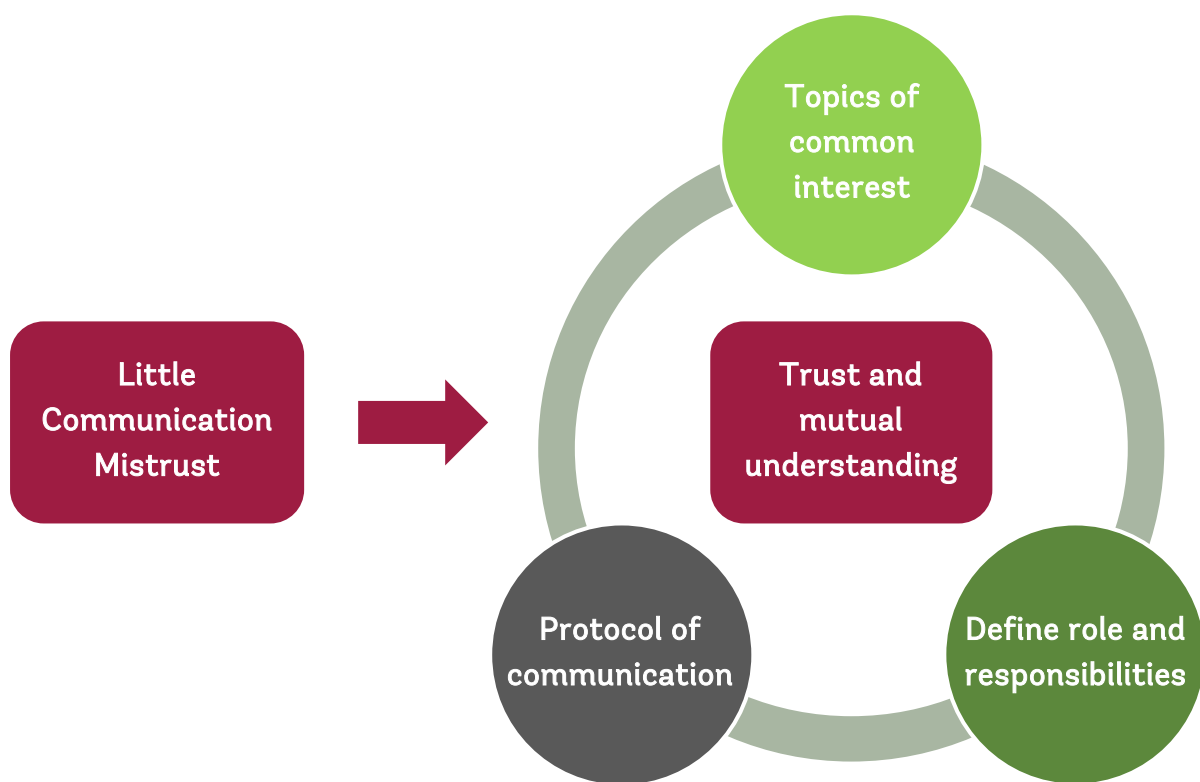 Topics of
common
interest
Little
Communication
Mistrust
Trust and
mutual
understanding
Protocol of
communication
Define role and
responsibilities